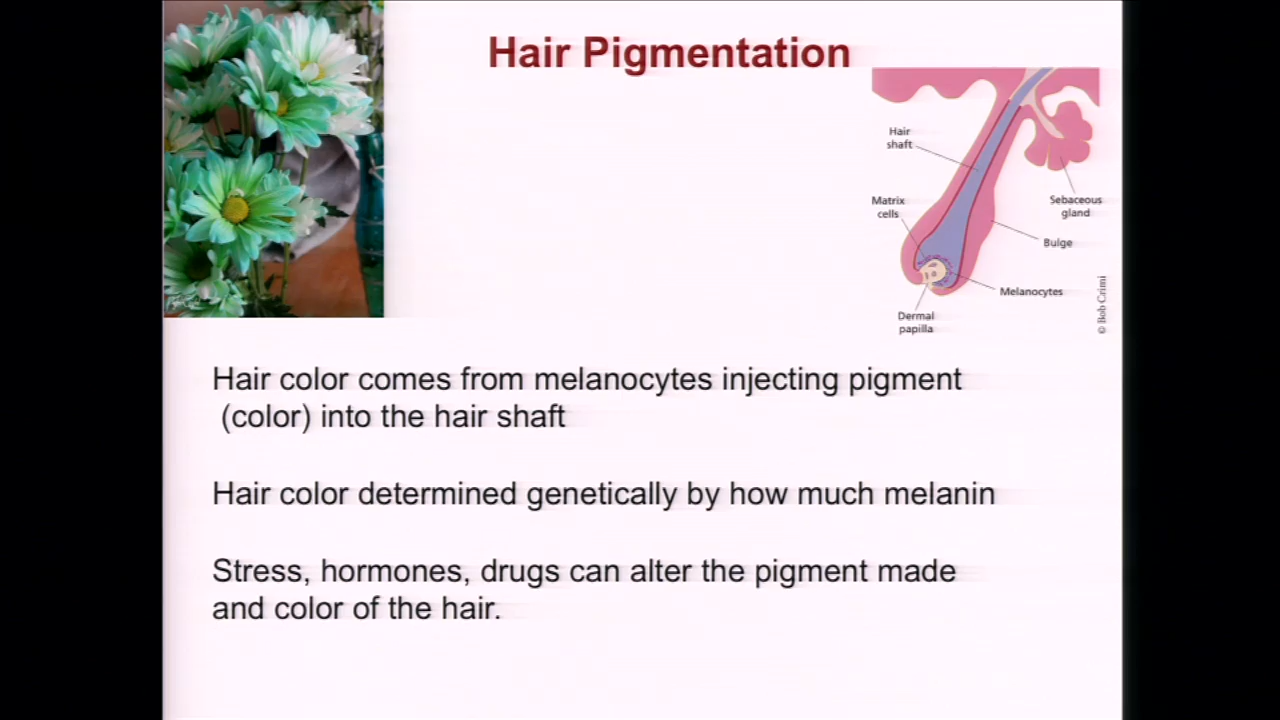 Hair Pigmentation
Hair
shaft
Matrix
cells
Sebaceous
gland
Bulge
Melanocytes
Dermal
papilla
© Bob Crimi
Hair color comes from melanocytes injecting pigment
(color) into the hair shaft
Hair color determined genetically by how much melanin
Stress, hormones, drugs can alter the pigment made
and color of the hair.